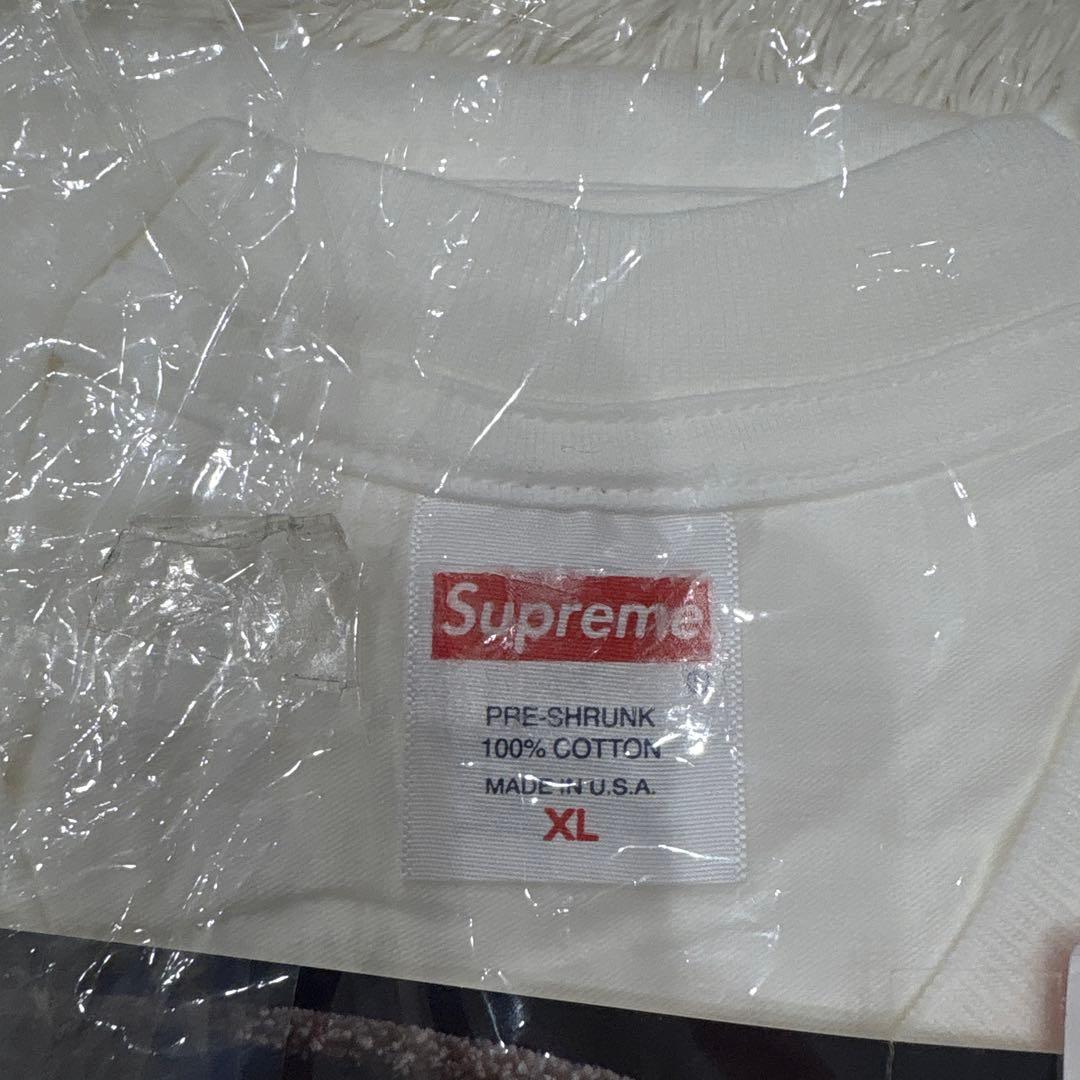 Supreme
®
PRE-SHRUNK
100% COTTON
MADE IN U.S.A.
XL